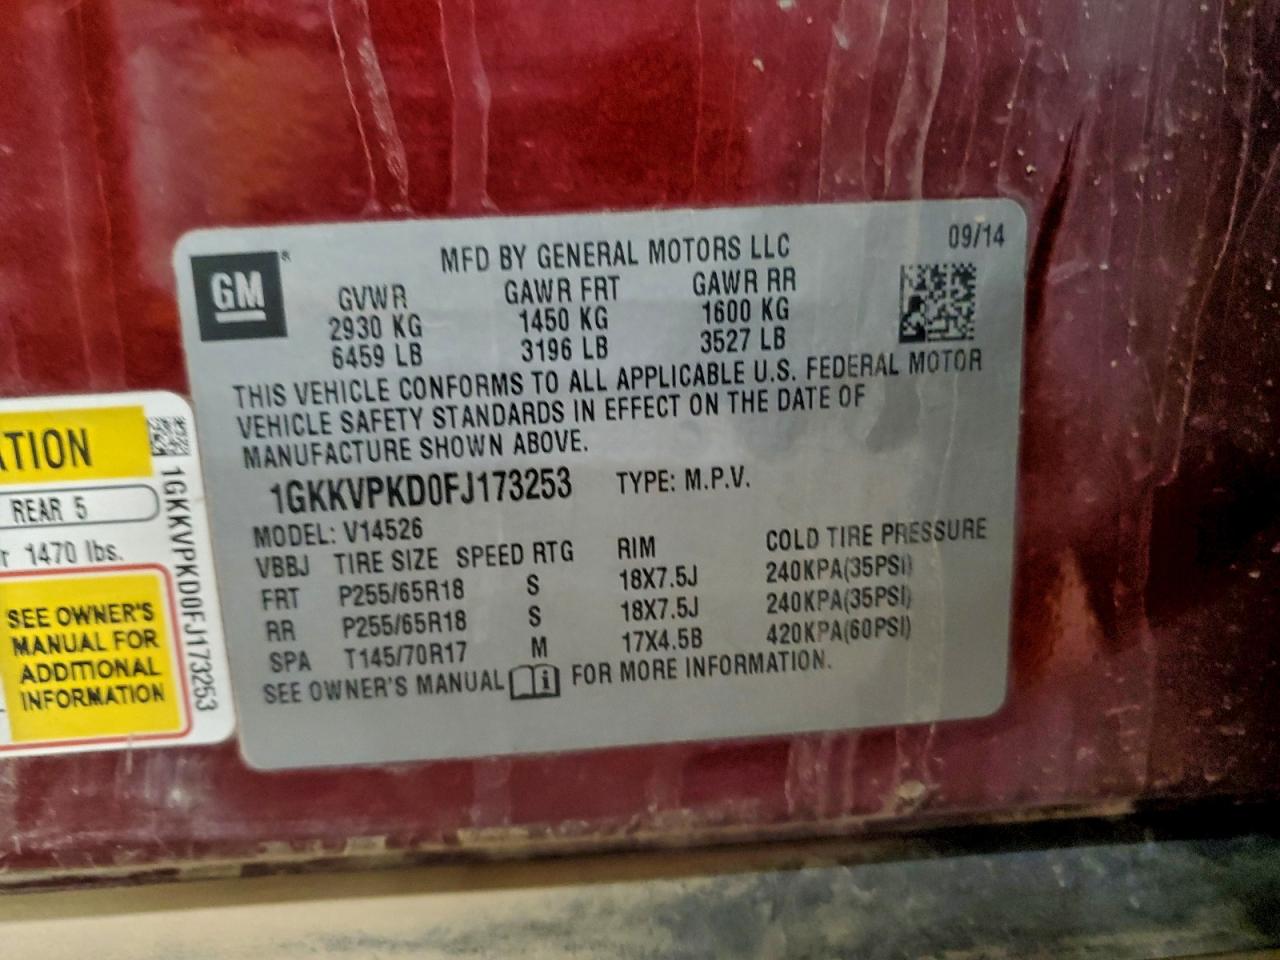 GM
MFD BY GENERAL MOTORS LLC
09/14
GVWR GAWR FRT GAWR RR
2930 KG 1450 KG 1600 KG
6459 LB 3196 LB 3527 LB
THIS VEHICLE CONFORMS TO ALL APPLICABLE U.S. FEDERAL MOTOR
VEHICLE SAFETY STANDARDS IN EFFECT ON THE DATE OF
MANUFACTURE SHOWN ABOVE.
1GKKVPKD0FJ173253 TYPE: M.P.V.
MODEL: V14526
VBBJ TIRE SIZE SPEED RTG RIM COLD TIRE PRESSURE
FRT P255/65R18 S 18X7.5J 240KPA(35PSI)
RR P255/65R18 S 18X7.5J 240KPA(35PSI)
SPA T145/70R17 M 17X4.5B 420KPA(60PSI)
SEE OWNER'S MANUAL FOR MORE INFORMATION.
REAR 5
1470 lbs.
SEE OWNER'S
MANUAL FOR
ADDITIONAL
INFORMATION
1GKKVPKD0FJ173253